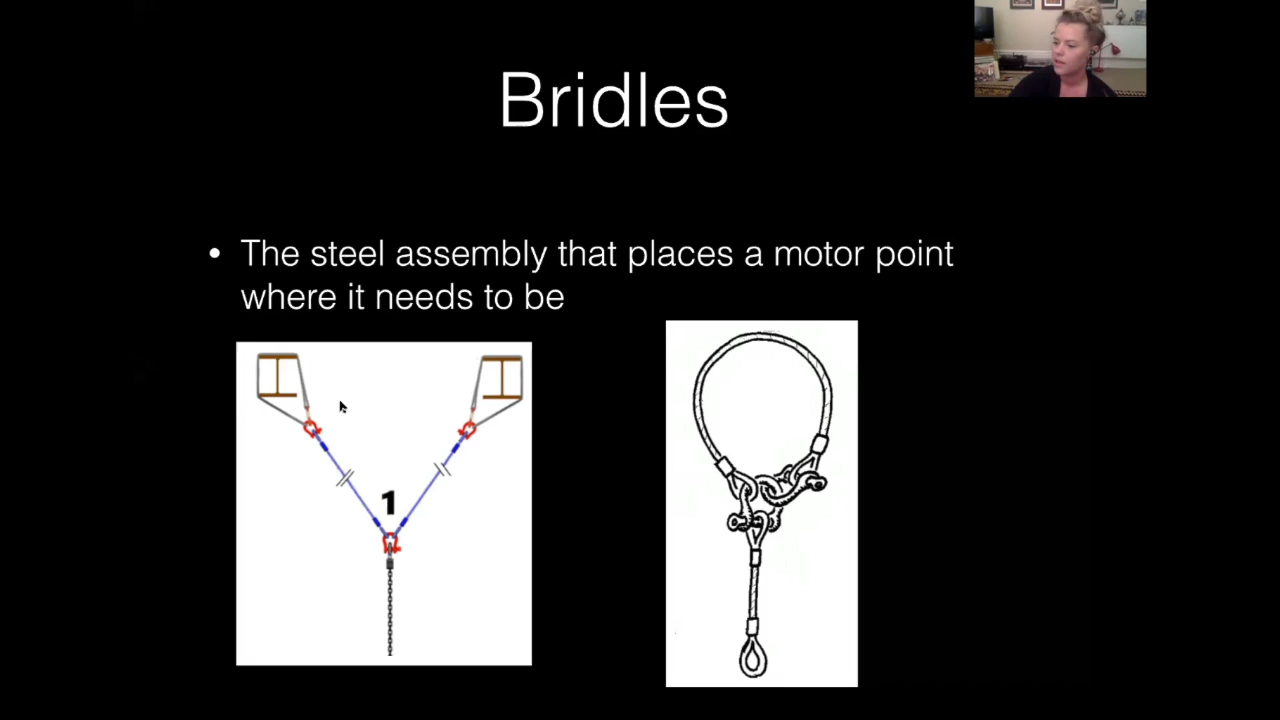 Bridles
• The steel assembly that places a motor point
where it needs to be
1